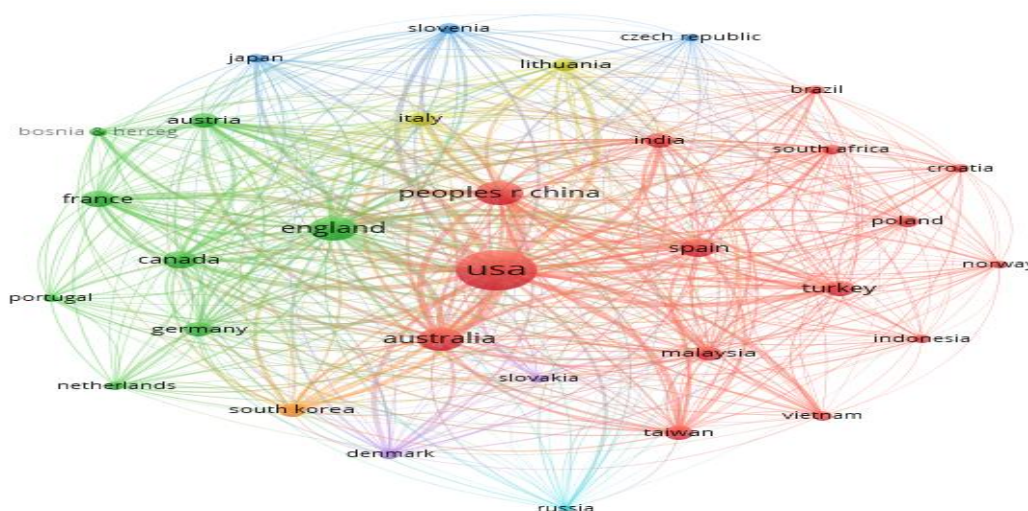 slovenia
czech republic
japan
lithuania
brazil
italy
austria
bosnia & herceg
india
south africa
croatia
france
peoples r china
poland
england
spain
canada
usa
norway
turkey
portugal
germany
australia
indonesia
malaysia
slovakia
netherlands
south korea
vietnam
taiwan
denmark
russia